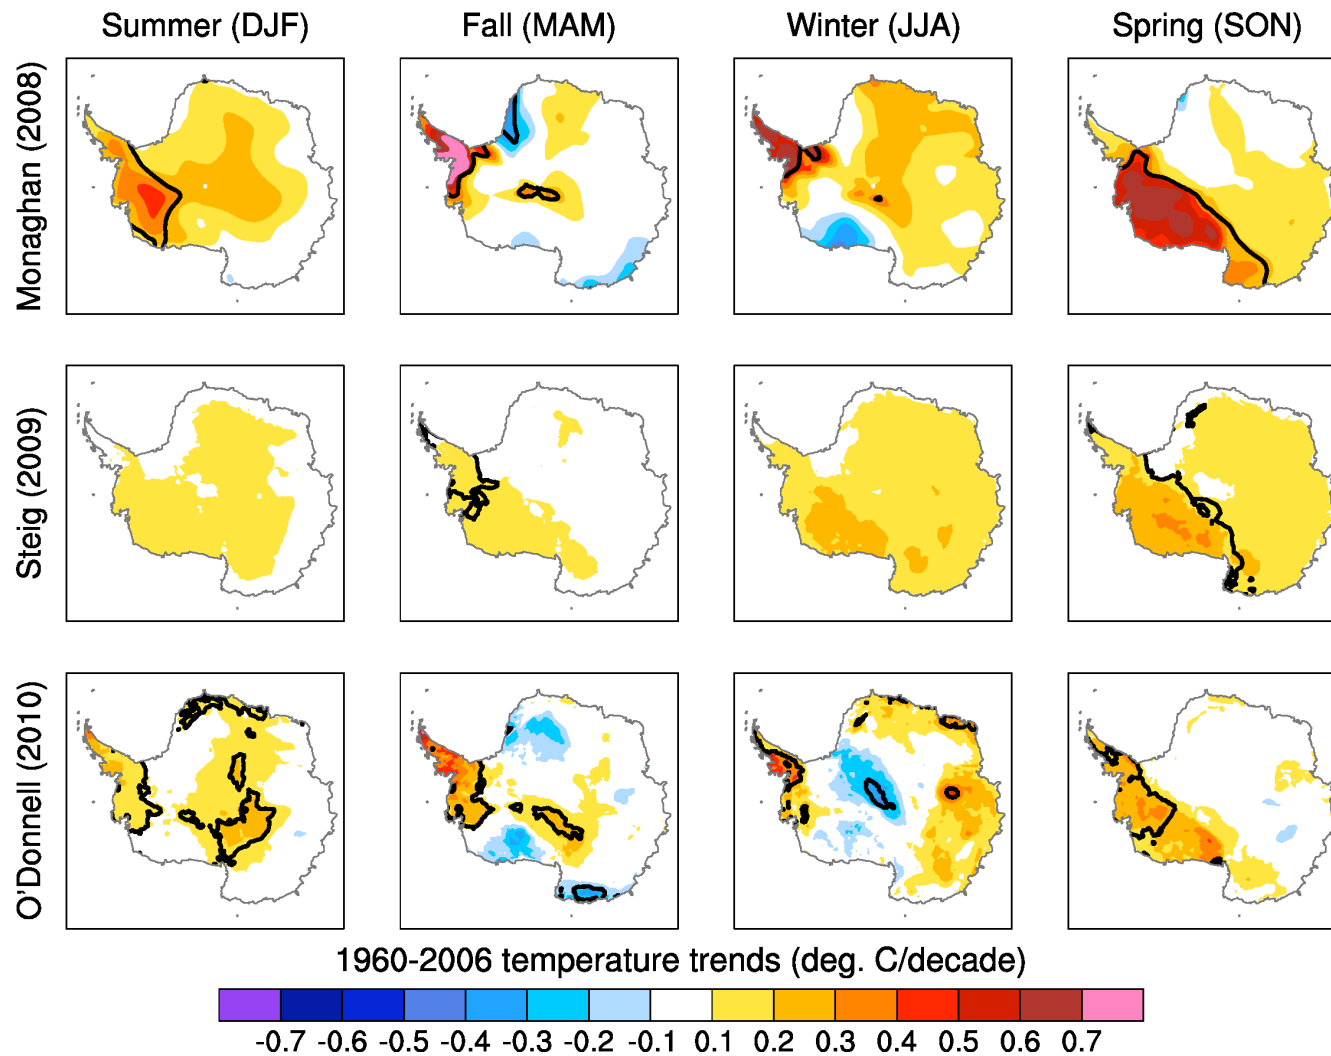 Summer (DJF) Fall (MAM) Winter (JJA) Spring (SON)
Monaghan (2008)
Steig (2009)
O'Donnell (2010)
1960-2006 temperature trends (deg. C/decade)
-0.7 -0.6 -0.5 -0.4 -0.3 -0.2 -0.1 0.1 0.2 0.3 0.4 0.5 0.6 0.7